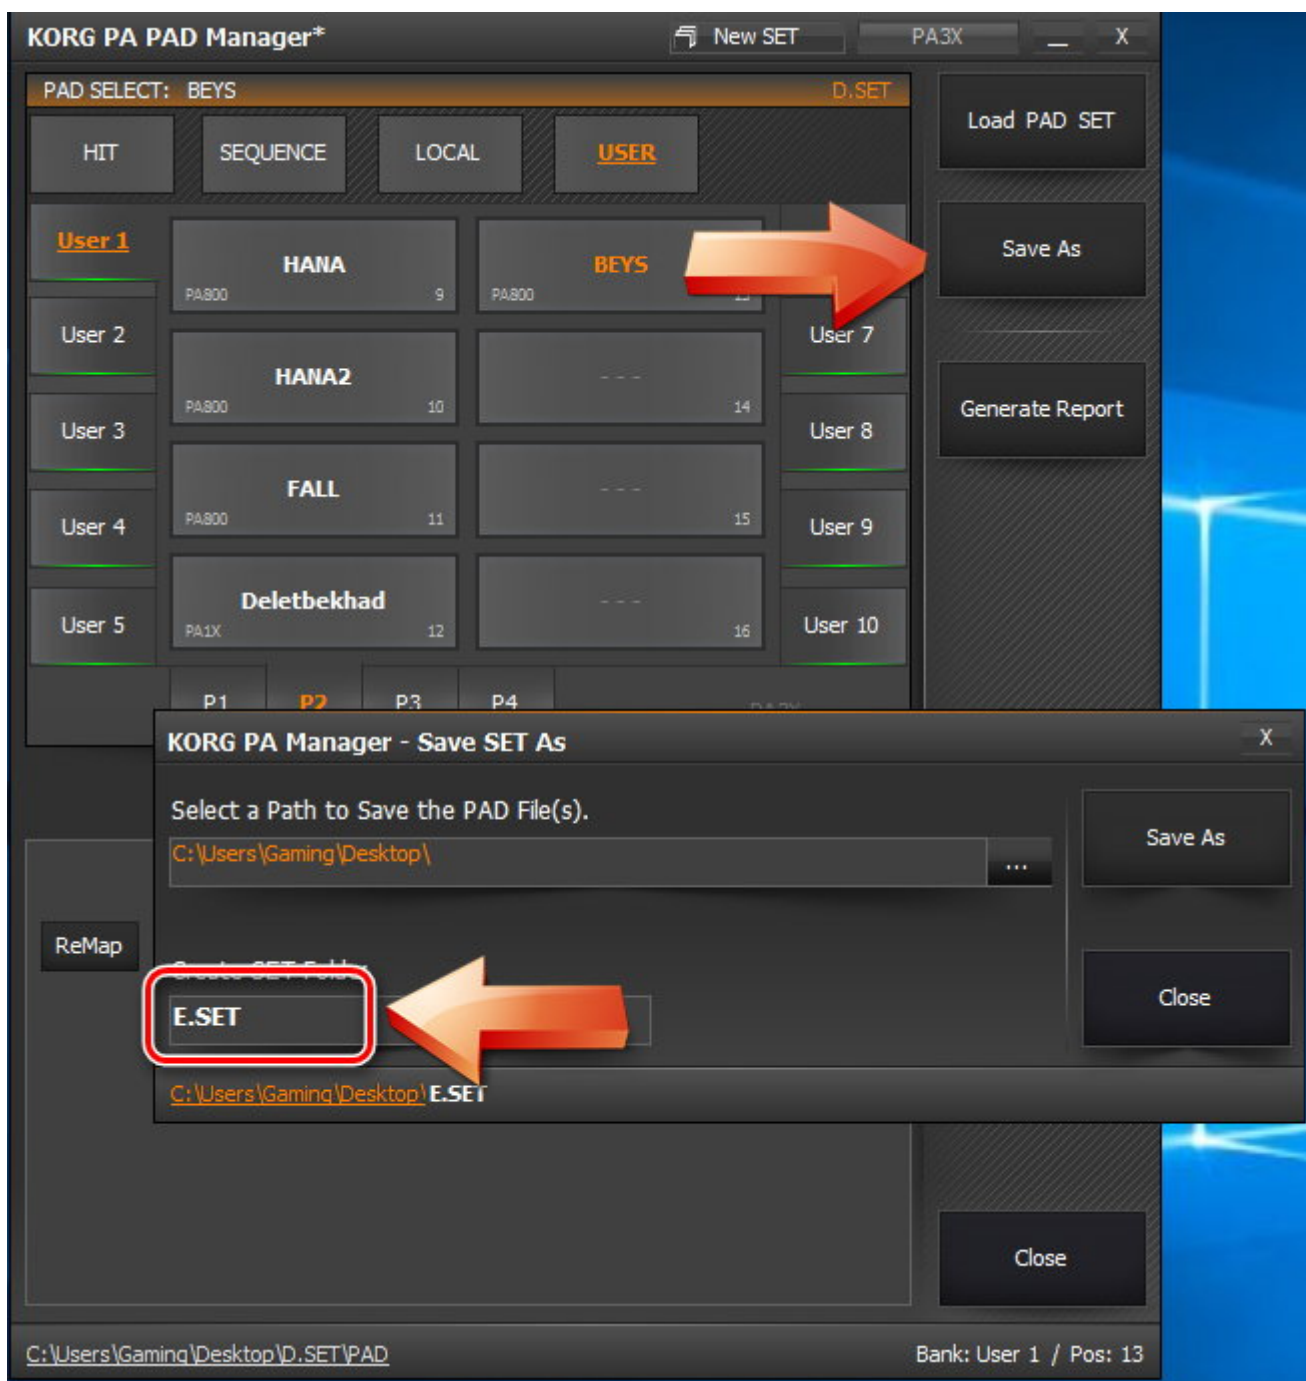 KORG PA PAD Manager* New SET PA3X X
PAD SELECT: BEYS D.SET
Load PAD SET
HIT SEQUENCE LOCAL USER
User 1
HANA
PA800 9
BEYS
PA800
Save As
User 2
HANA2
PA800 10
- - -
14
User 7
User 3
Generate Report
User 8
FALL
PA800 11
- - -
15
User 4
User 9
Deletbekhad
PA1X 12
- - -
16
User 5
User 10
P1 P2 P3 P4
KORG PA Manager - Save SET As X
Select a Path to Save the PAD File(s).
C:\Users\Gaming\Desktop\ ...
Save As
ReMap
Create SET Folder
E.SET
Close
C:\Users\Gaming\Desktop\E.SET
Close
C:\Users\Gaming\Desktop\D.SET\PAD Bank: User 1 / Pos: 13